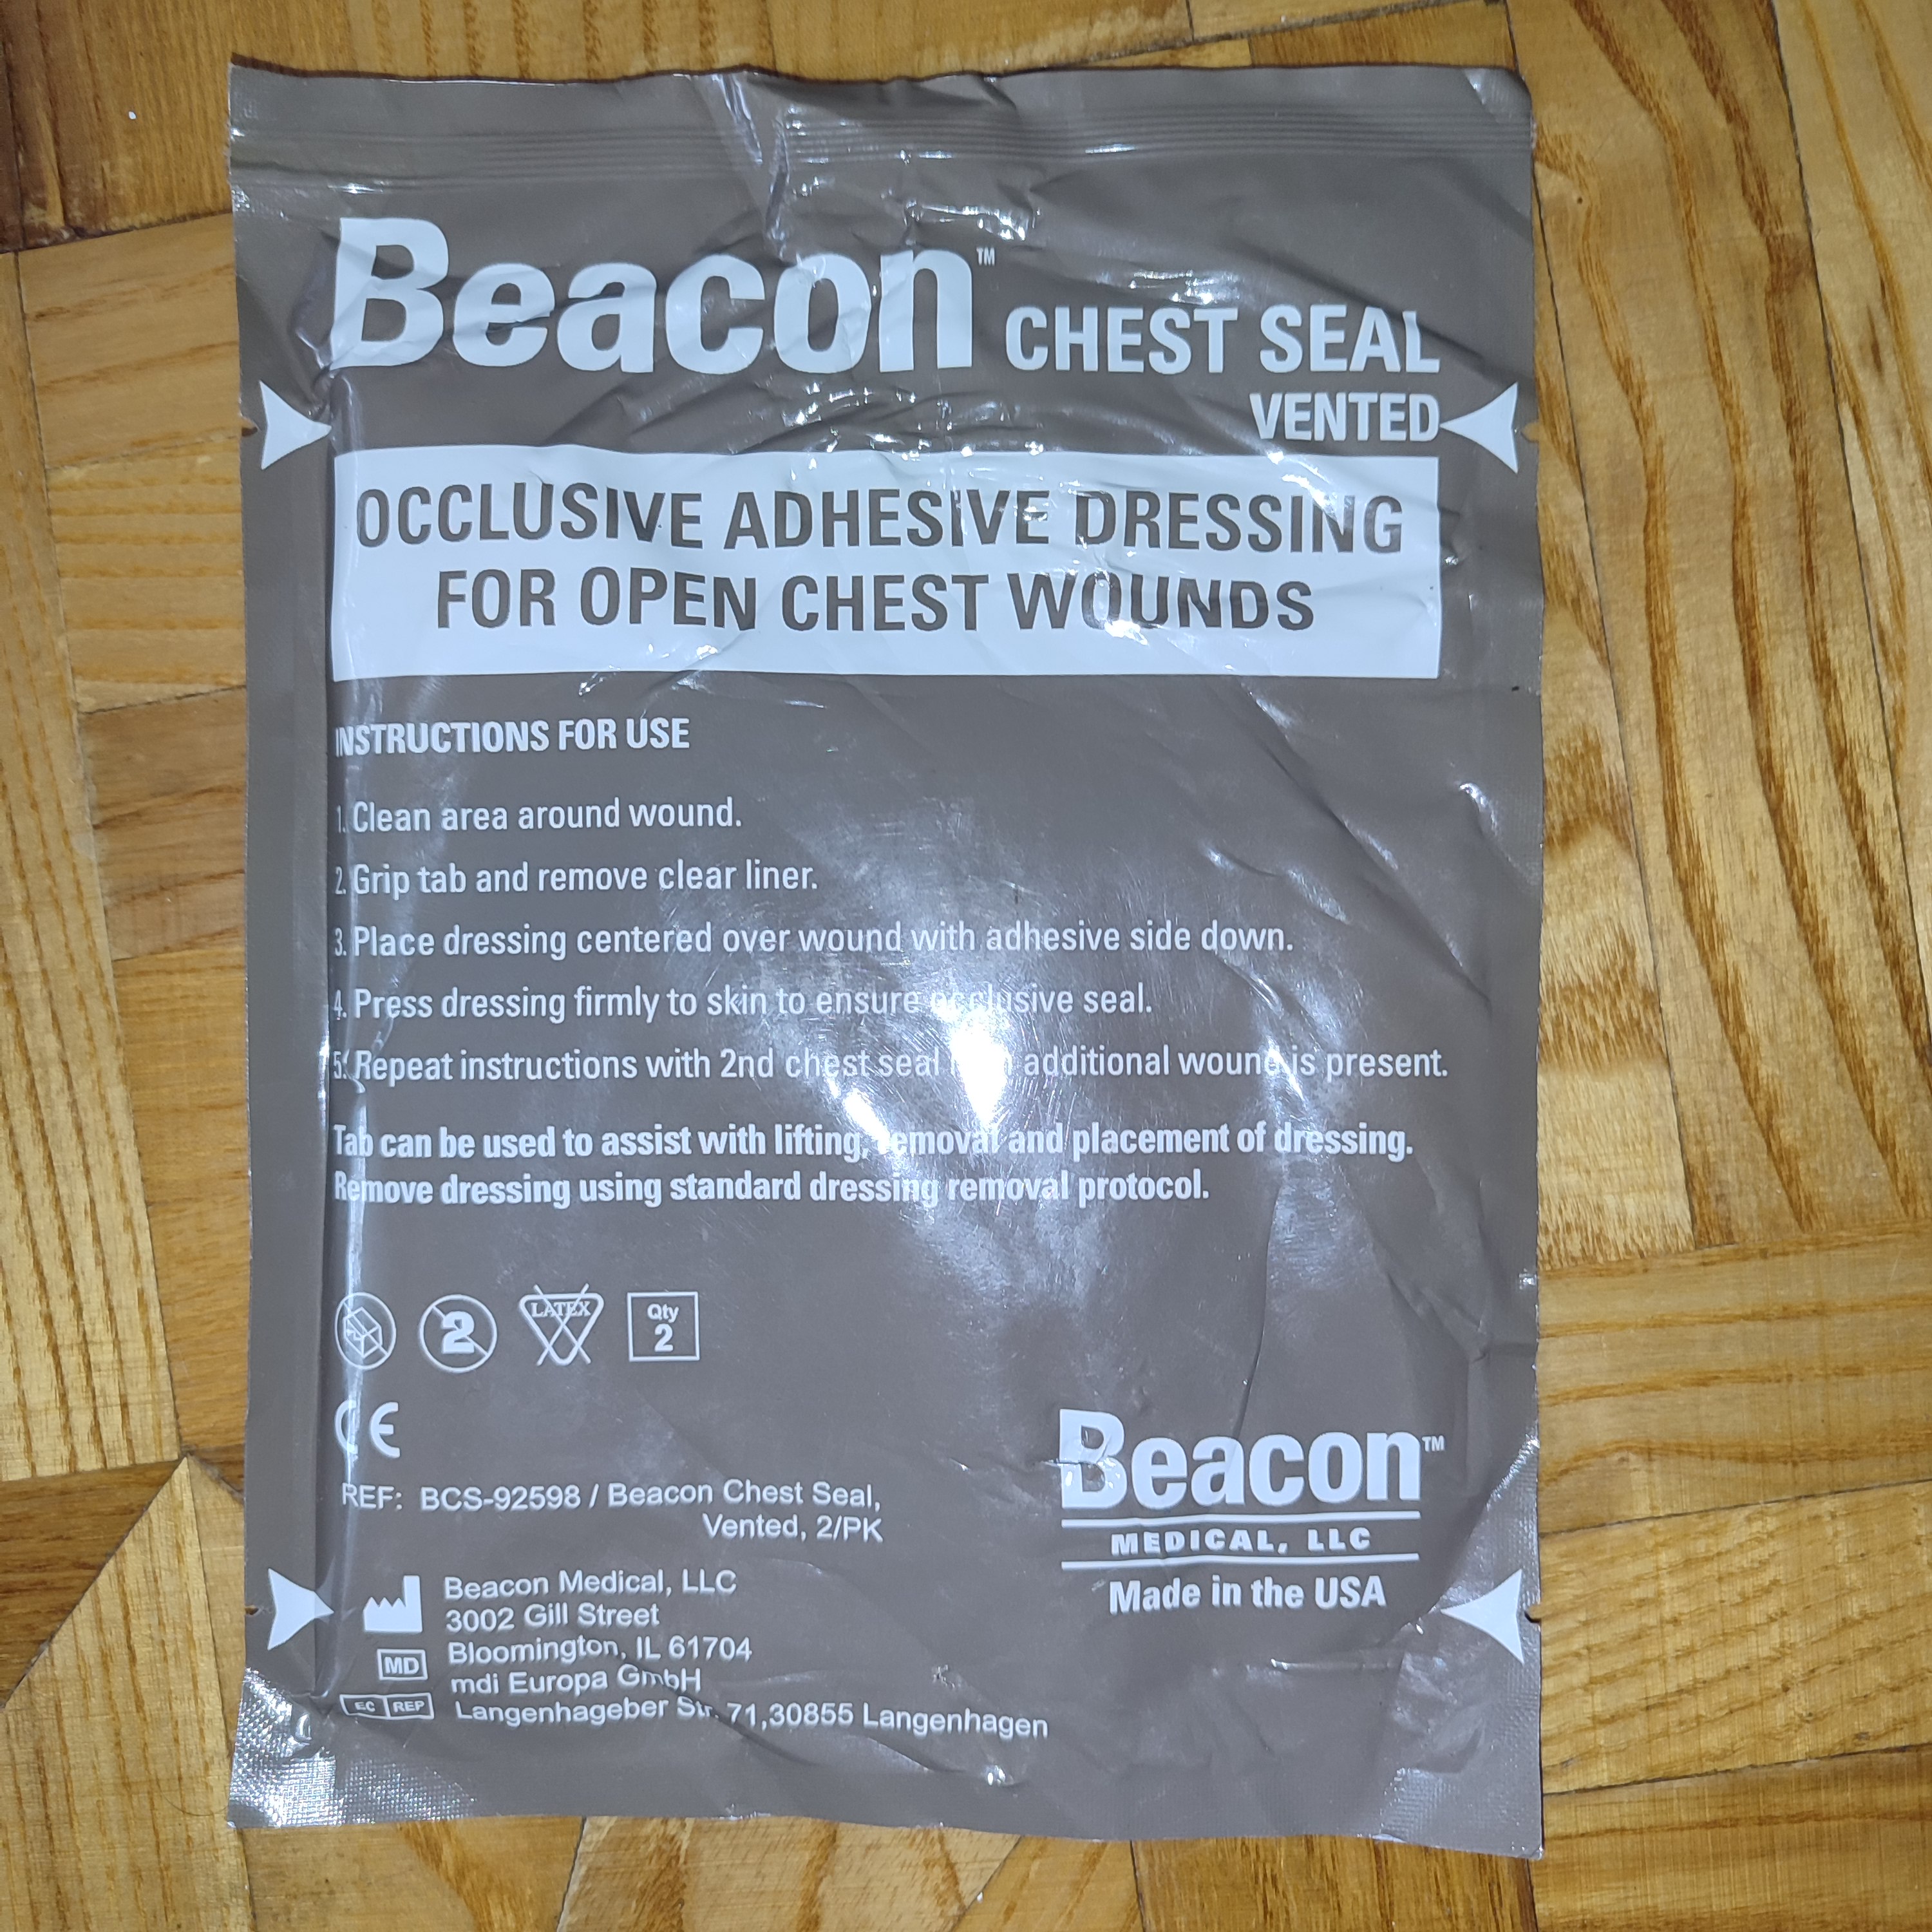 Beacon™ CHEST SEAL
VENTED
OCCLUSIVE ADHESIVE DRESSING
FOR OPEN CHEST WOUNDS
INSTRUCTIONS FOR USE
1. Clean area around wound.
2. Grip tab and remove clear liner.
3. Place dressing centered over wound with adhesive side down.
4. Press dressing firmly to skin to ensure occlusive seal.
5. Repeat instructions with 2nd chest seal additional wound is present.
Tab can be used to assist with lifting, removal and placement of dressing.
Remove dressing using standard dressing removal protocol.
2 LATEX Qty 2
CE
REF: BCS-92598 / Beacon Chest Seal,
Vented, 2/PK
Beacon™
MEDICAL, LLC
Made in the USA
Beacon Medical, LLC
3002 Gill Street
Bloomington, IL 61704
MD mdi Europa GmbH
EC REP Langenhageber Str. 71,30855 Langenhagen